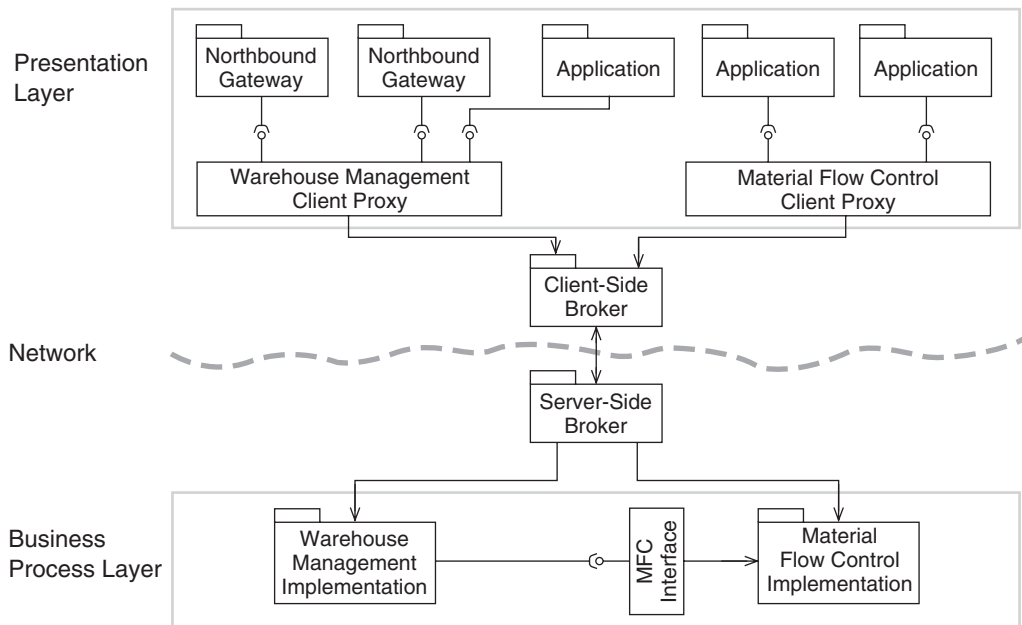 Presentation
Layer
Northbound
Gateway
Northbound
Gateway
Application
Application
Application
Warehouse Management
Client Proxy
Material Flow Control
Client Proxy
Client-Side
Broker
Network
Server-Side
Broker
Business
Process Layer
Warehouse
Management
Implementation
MFC
Interface
Material
Flow Control
Implementation